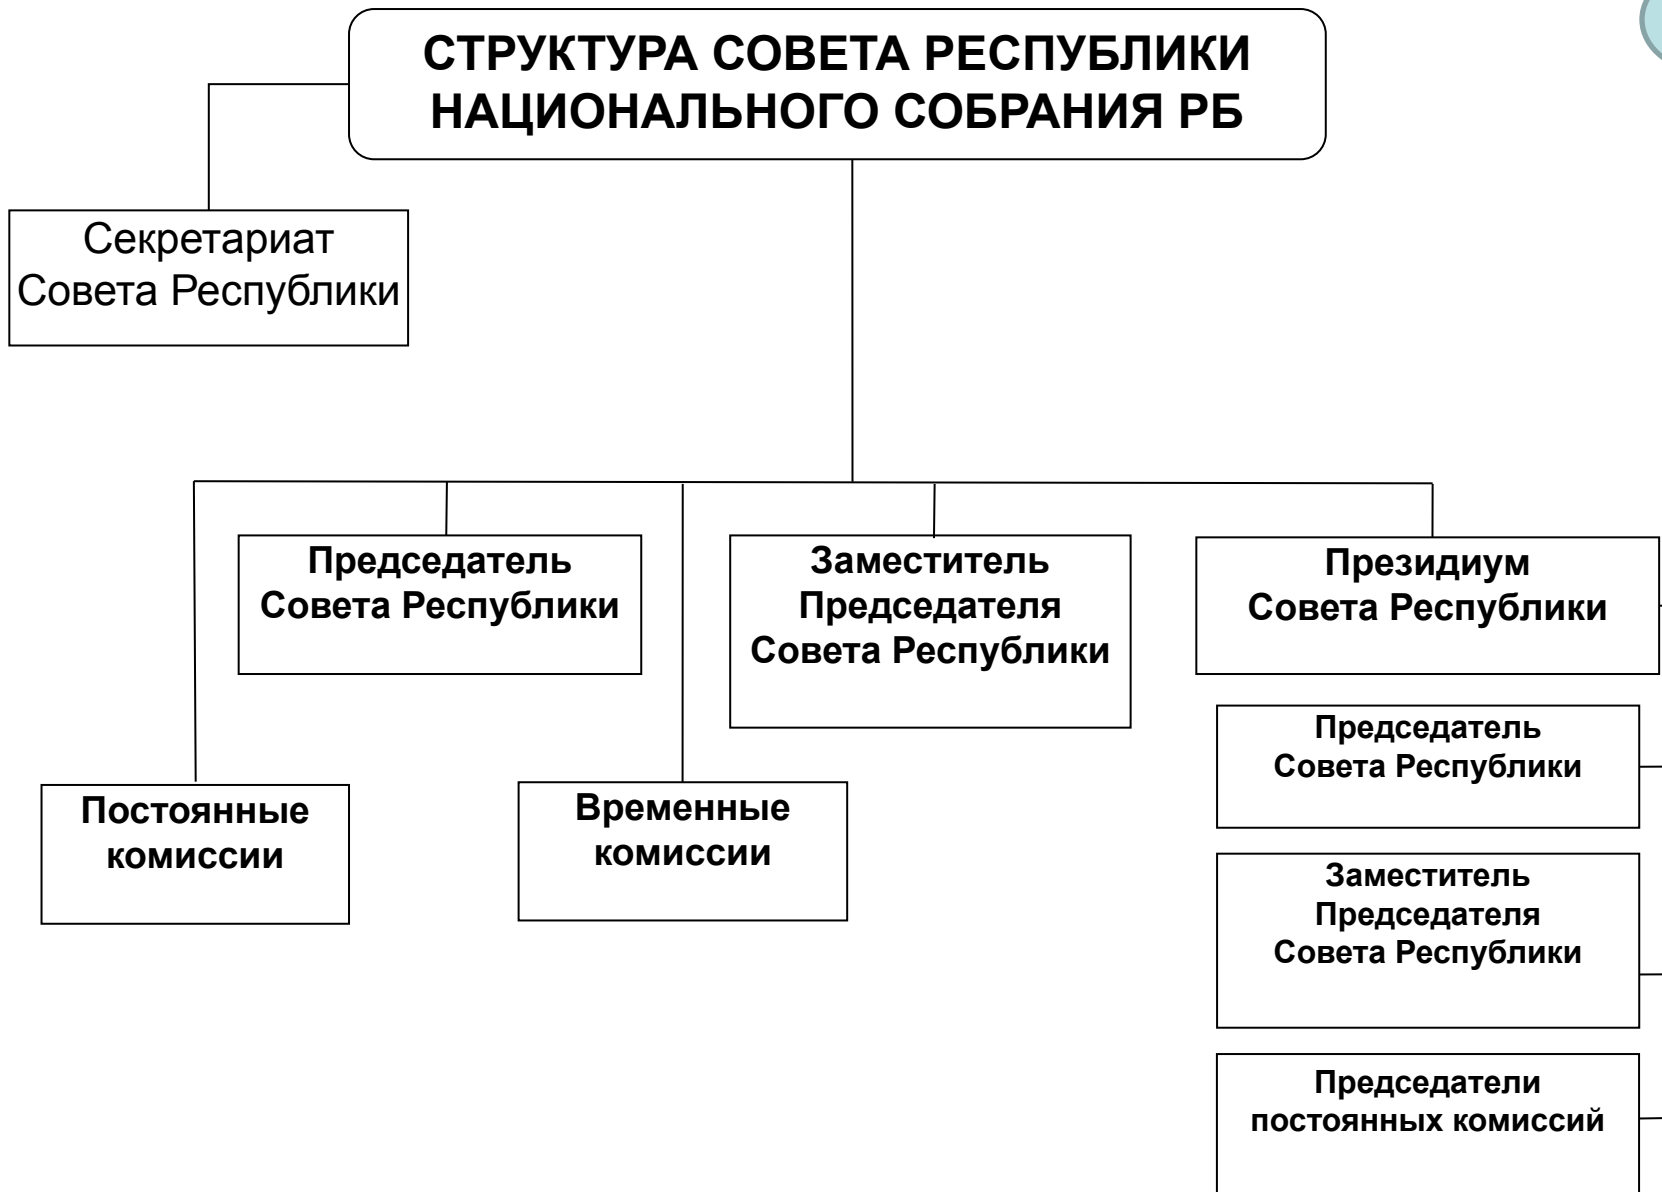 СТРУКТУРА СОВЕТА РЕСПУБЛИКИ
НАЦИОНАЛЬНОГО СОБРАНИЯ РБ
Секретариат
Совета Республики
Председатель
Совета Республики
Заместитель
Председателя
Совета Республики
Президиум
Совета Республики
Постоянные
комиссии
Временные
комиссии
Председатель
Совета Республики
Заместитель
Председателя
Совета Республики
Председатели
постоянных комиссий